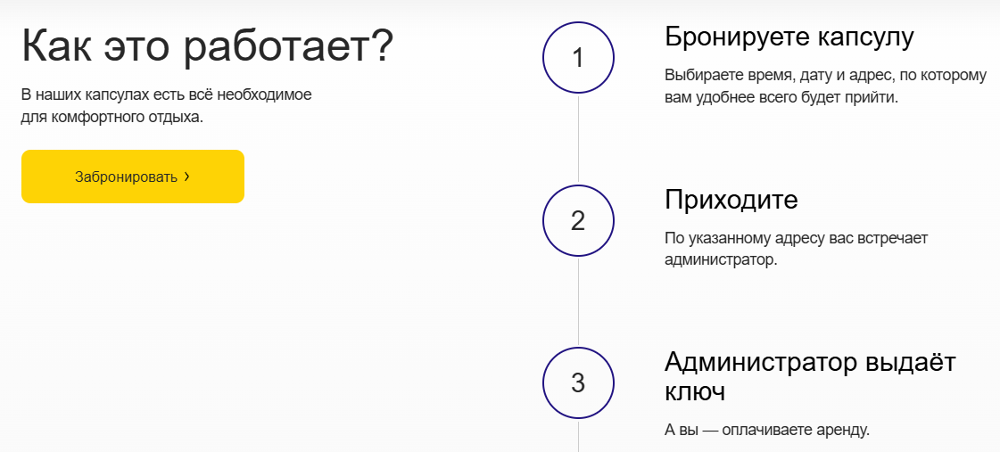 Как это работает?
В наших капсулах есть всё необходимое
для комфортного отдыха.
Забронировать ›
1
Бронируете капсулу
Выбираете время, дату и адрес, по которому
вам удобнее всего будет прийти.
2
Приходите
По указанному адресу вас встречает
администратор.
3
Администратор выдаёт
ключ
А вы — оплачиваете аренду.